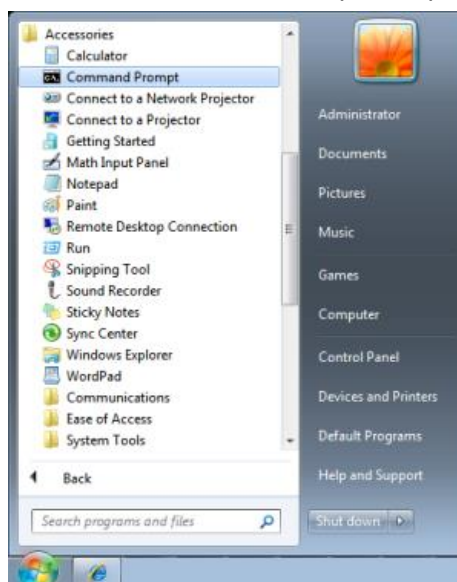 Accessories
Calculator
Command Prompt
Connect to a Network Projector
Connect to a Projector
Getting Started
Math Input Panel
Notepad
Paint
Remote Desktop Connection
Run
Snipping Tool
Sound Recorder
Sticky Notes
Sync Center
Windows Explorer
WordPad
Communications
Ease of Access
System Tools
Back
Search programs and files
Administrator
Documents
Pictures
Music
Games
Computer
Control Panel
Devices and Printers
Default Programs
Help and Support
Shut down